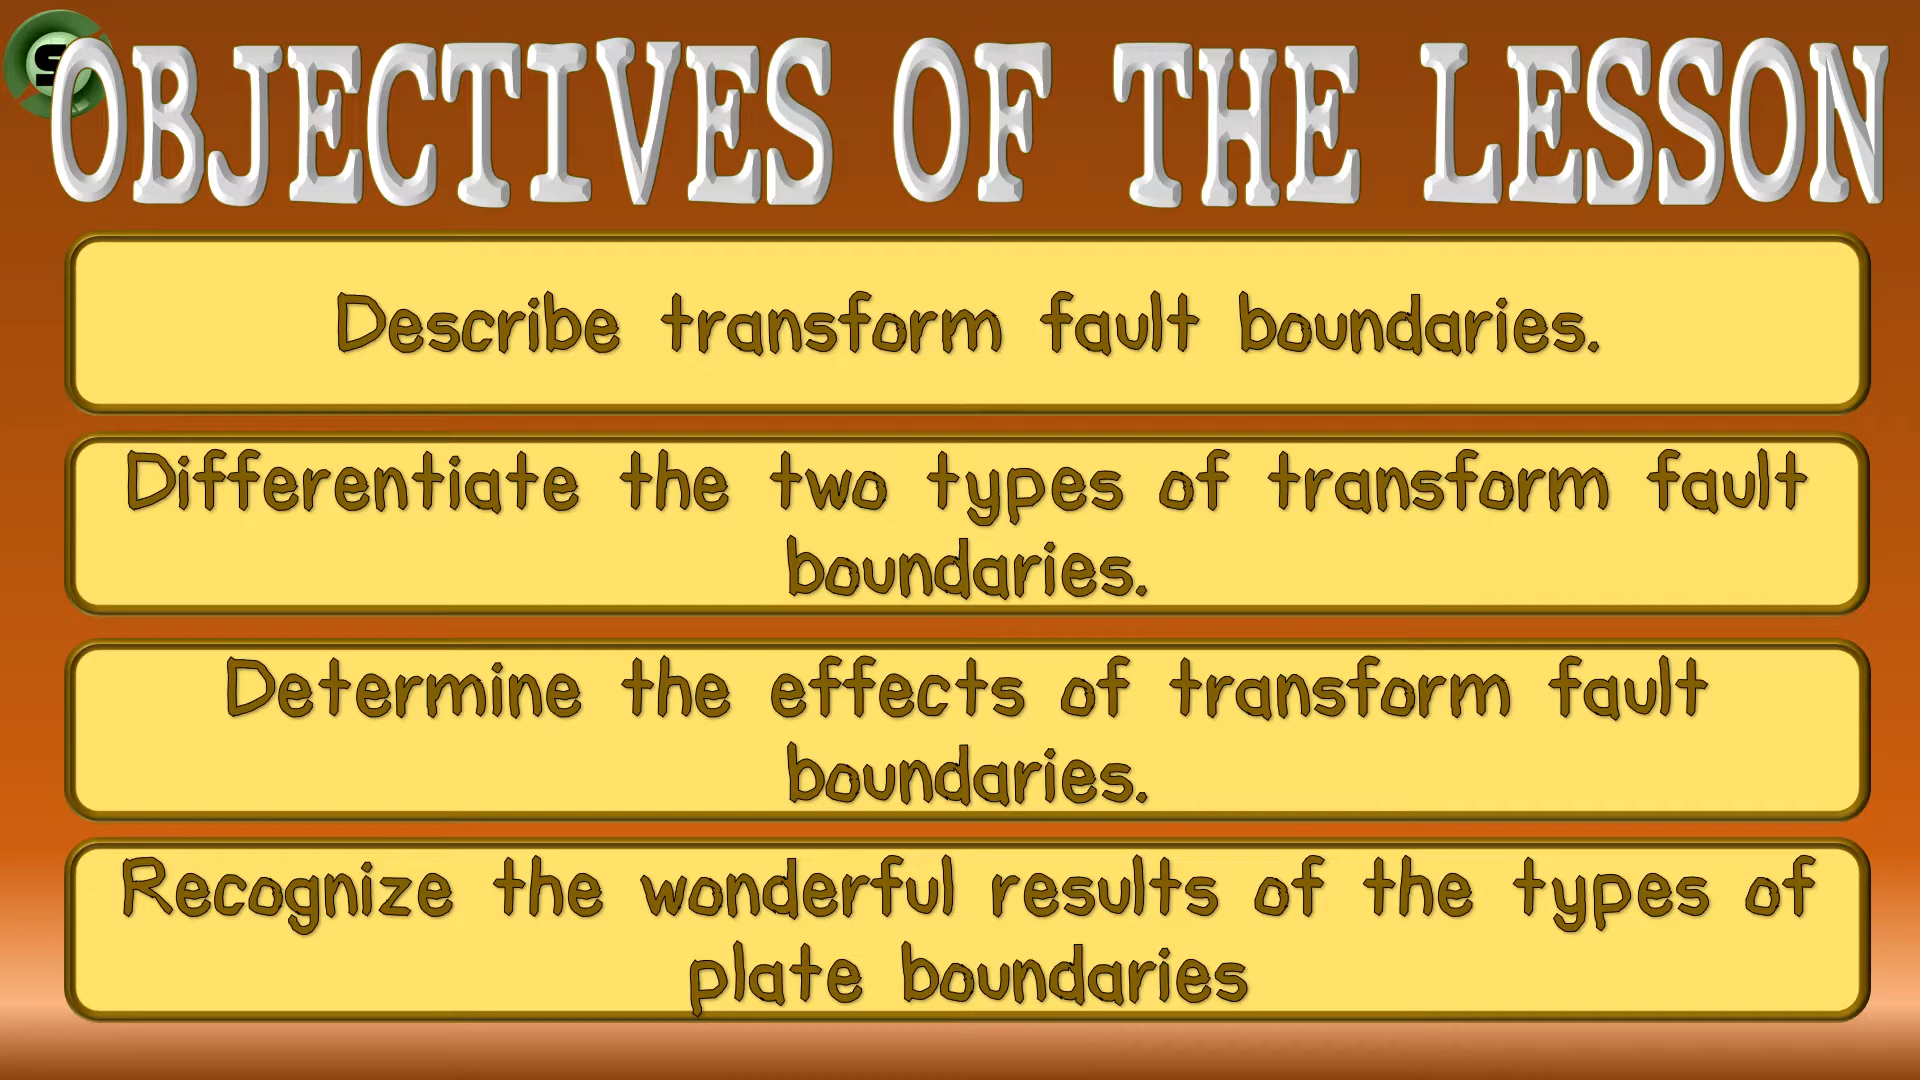 S
OBJECTIVES OF THE LESSON
Describe transform fault boundaries.
Differentiate the two types of transform fault
boundaries.
Determine the effects of transform fault
boundaries.
Recognize the wonderful results of the types of
plate boundaries